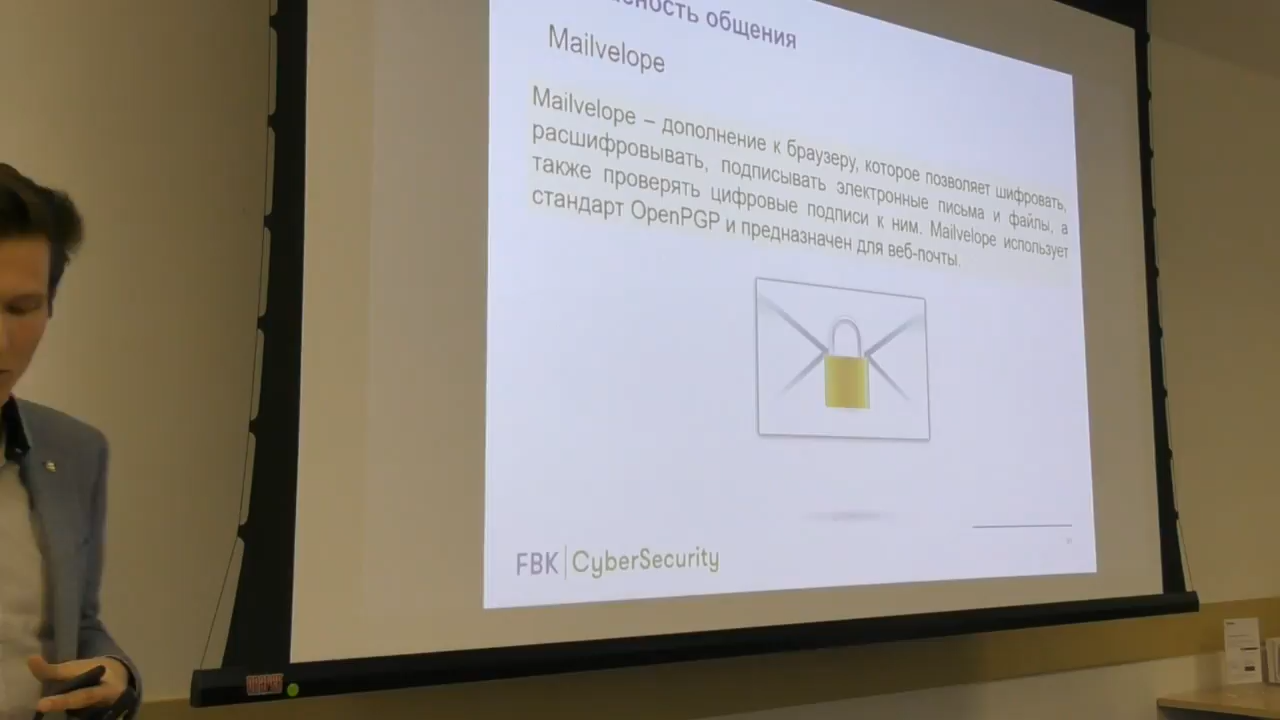 общения
Mailvelope
Mailvelope – дополнение к браузеру, которое позволяет шифровать,
расшифровывать, подписывать электронные письма и файлы, а
также проверять цифровые подписи к ним. Mailvelope использует
стандарт OpenPGP и предназначен для веб-почты.
FBK | CyberSecurity